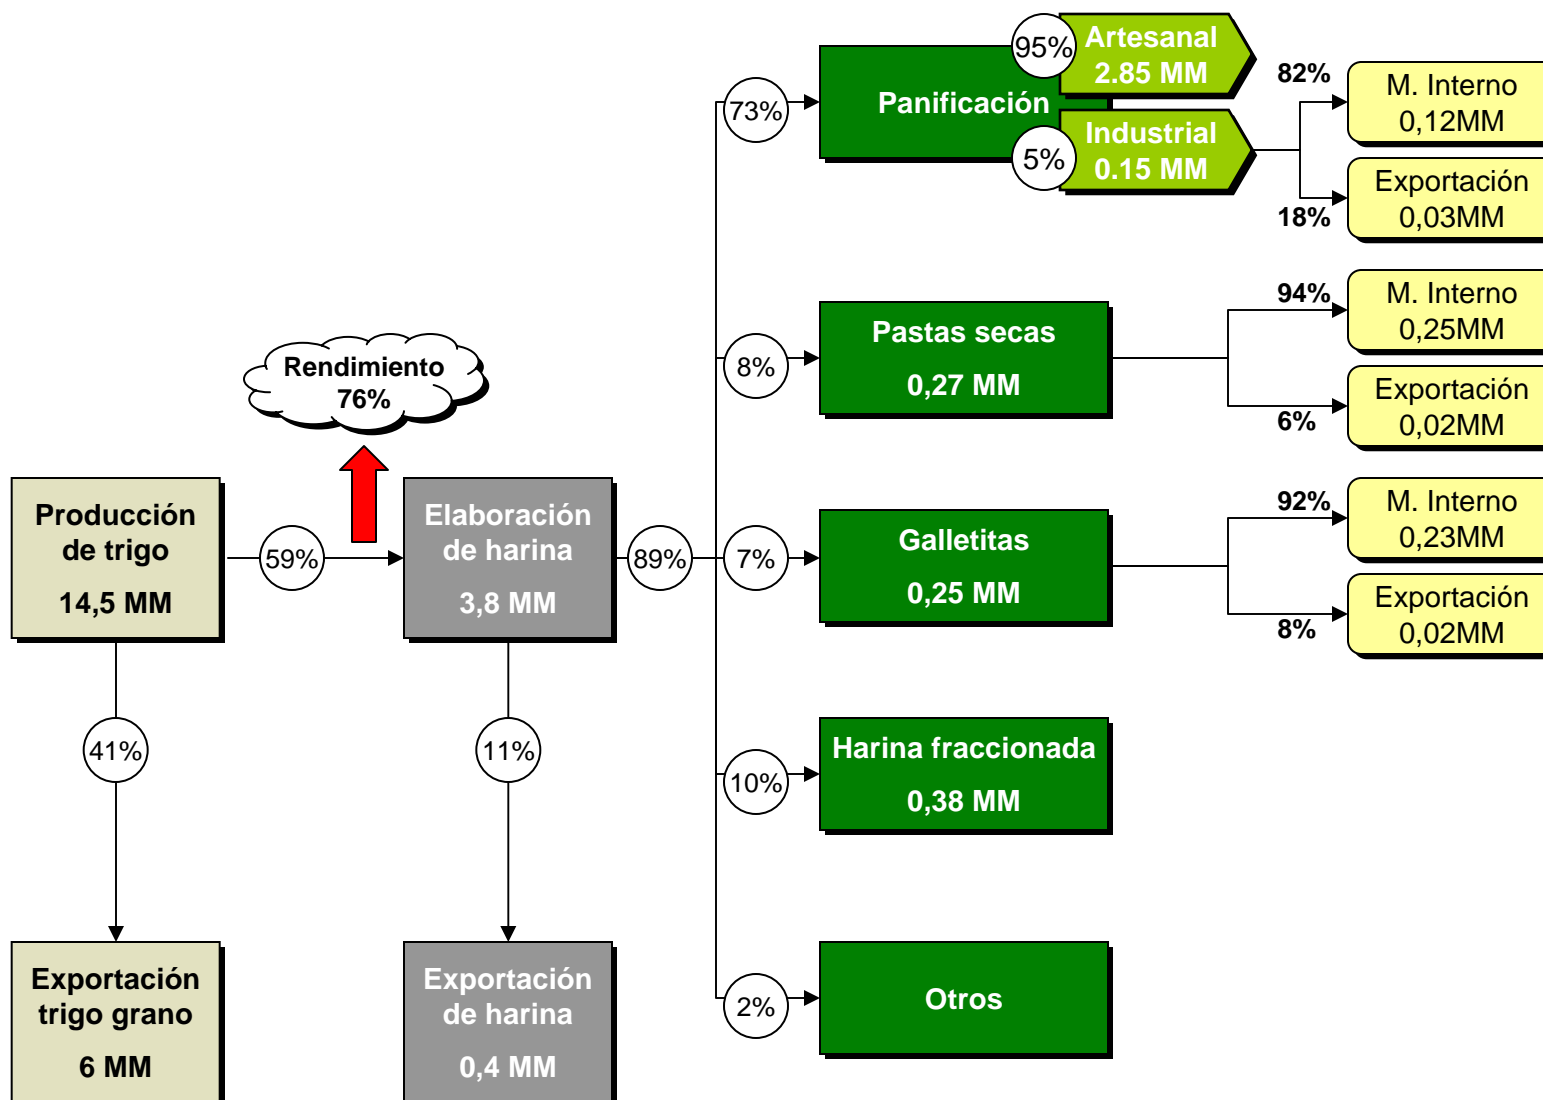 95%
Artesanal
2.85 MM
73%
Panificación
82%
M. Interno
0,12MM
5%
Industrial
0.15 MM
18%
Exportación
0,03MM
8%
Pastas secas
0,27 MM
94%
M. Interno
0,25MM
6%
Exportación
0,02MM
Rendimiento
76%
Producción
de trigo
14,5 MM
59%
Elaboración
de harina
3,8 MM
89%
7%
Galletitas
0,25 MM
92%
M. Interno
0,23MM
8%
Exportación
0,02MM
41%
11%
10%
Harina fraccionada
0,38 MM
Exportación
trigo grano
6 MM
Exportación
de harina
0,4 MM
2%
Otros